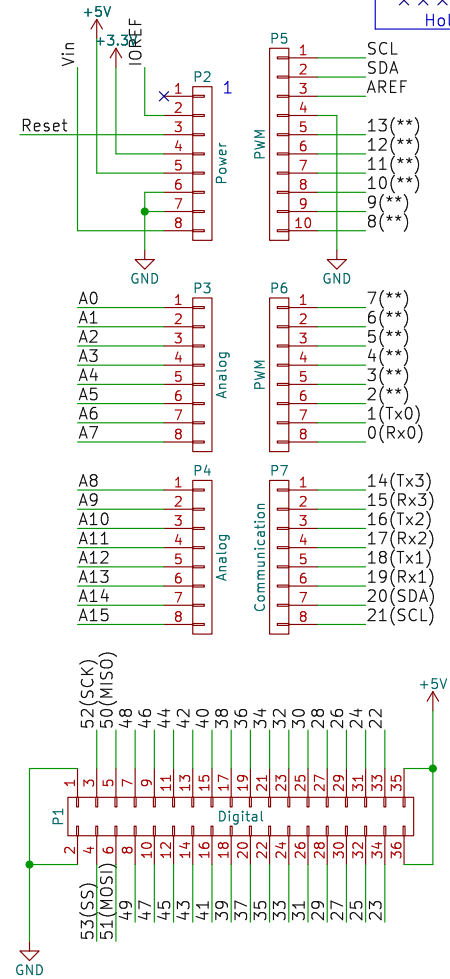 Hol
+5V
+3.3V
IOREF
Vin
Reset
P2
1
1
2
3
4
5
6
7
8
Power
GND
P5
1 SCL
2 SDA
3 AREF
4
5 13(**)
6 12(**)
7 11(**)
8 10(**)
9 9(**)
10 8(**)
PWM
GND
P3
A0 1
A1 2
A2 3
A3 4
A4 5
A5 6
A6 7
A7 8
Analog
P6
1 7(**)
2 6(**)
3 5(**)
4 4(**)
5 3(**)
6 2(**)
7 1(Tx0)
8 0(Rx0)
PWM
P4
A8 1
A9 2
A10 3
A11 4
A12 5
A13 6
A14 7
A15 8
Analog
P7
1 14(Tx3)
2 15(Rx3)
3 16(Tx2)
4 17(Rx2)
5 18(Tx1)
6 19(Rx1)
7 20(SDA)
8 21(SCL)
Communication
+5V
52(SCK) 50(MISO) 48 46 44 42 40 38 36 34 32 30 28 26 24 22
1 3 5 7 9 11 13 15 17 19 21 23 25 27 29 31 33 35
P1
Digital
2 4 6 8 10 12 14 16 18 20 22 24 26 28 30 32 34 36
53(SS) 51(MOSI) 49 47 45 43 41 39 37 35 33 31 29 27 25 23
GND